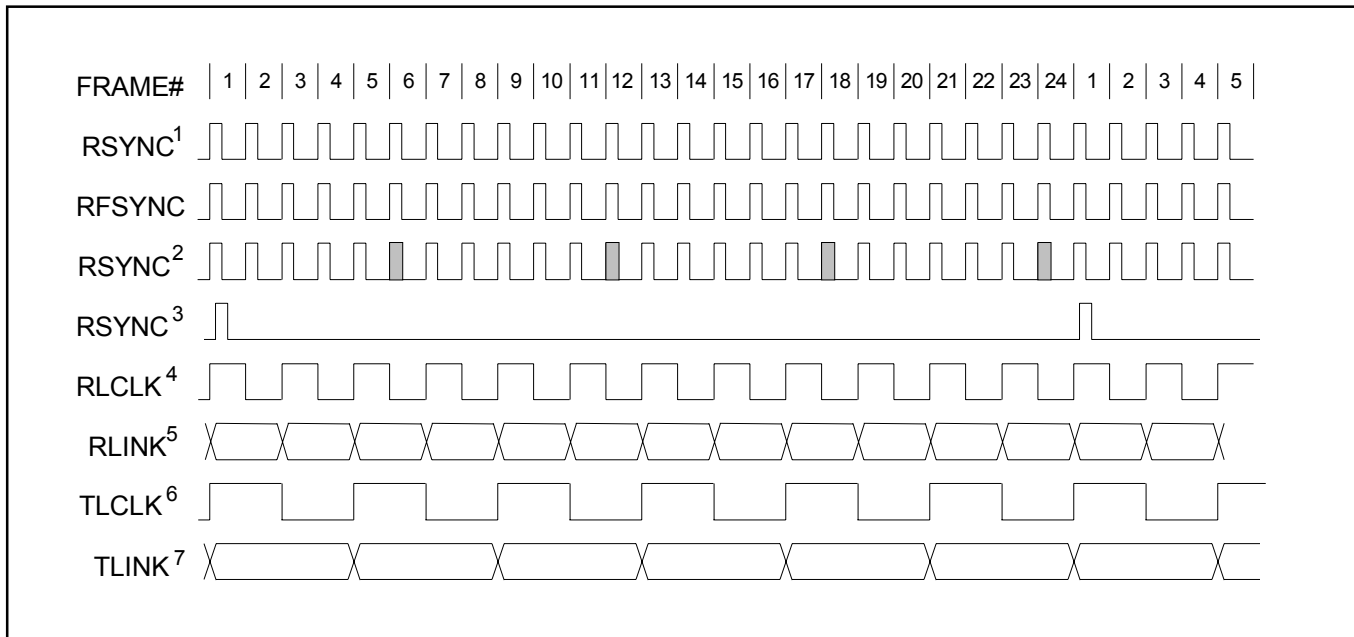 FRAME# 1 2 3 4 5 6 7 8 9 10 11 12 13 14 15 16 17 18 19 20 21 22 23 24 1 2 3 4 5
RSYNC¹
RFSYNC
RSYNC²
RSYNC³
RLCLK⁴
RLINK⁵
TLCLK⁶
TLINK⁷